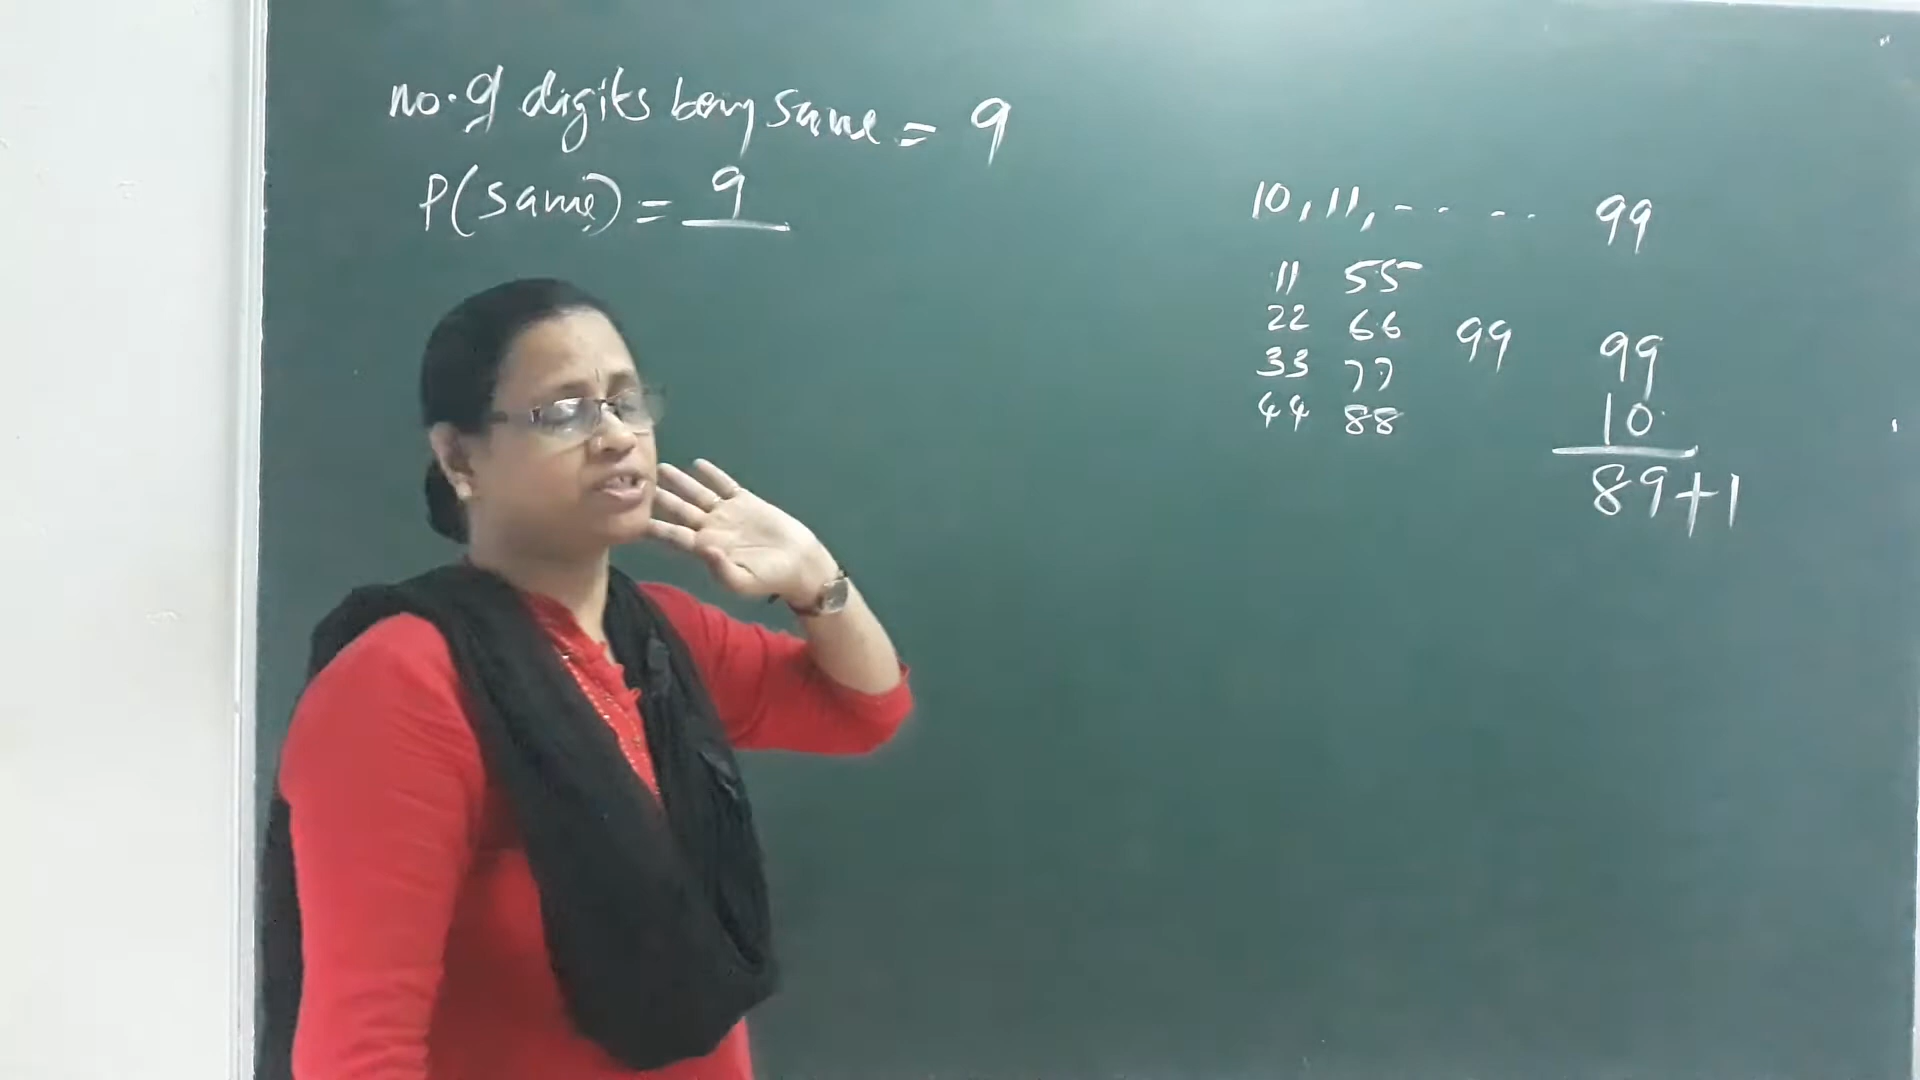 no. of digits being same = 9
P(same) = 9
10, 11, - - - - 99
11 55
22 66 99
33 77
44 88
99
10
89+1